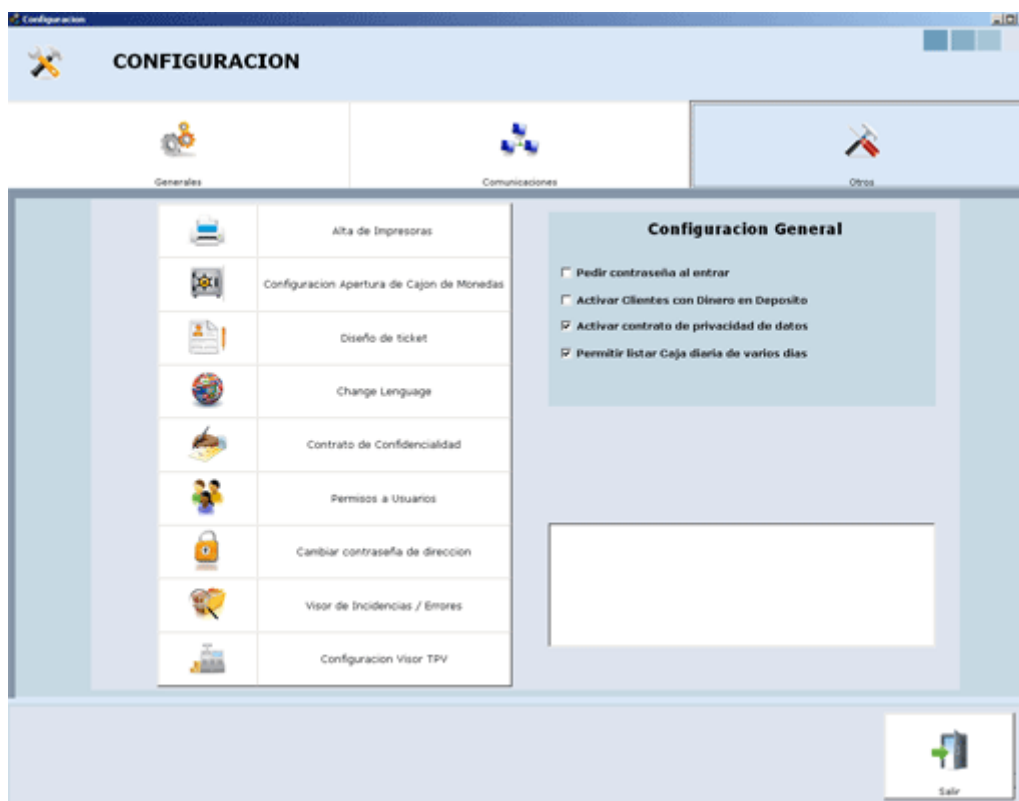 Configuracion
CONFIGURACION
Generales
Comunicaciones
Otros
Alta de Impresoras
Configuracion Apertura de Cajon de Monedas
Diseño de ticket
Change Lenguage
Contrato de Confidencialidad
Permisos a Usuarios
Cambiar contraseña de direccion
Visor de Incidencias / Errores
Configuracion Visor TPV
Configuracion General
Pedir contraseña al entrar
Activar Clientes con Dinero en Deposito
Activar contrato de privacidad de datos
Permitir listar Caja diaria de varios dias
Salir